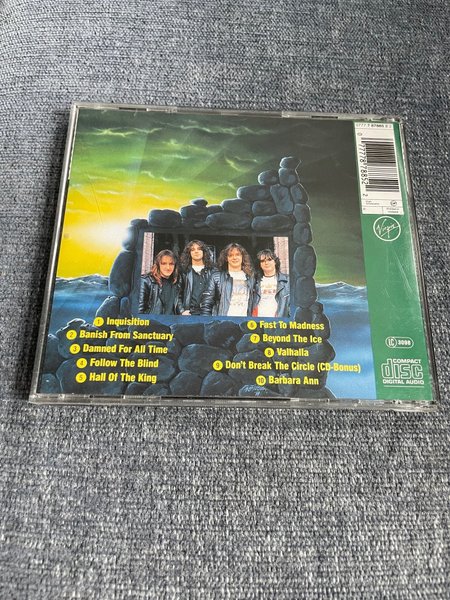 1 Inquisition
2 Banish From Sanctuary
3 Damned For All Time
4 Follow The Blind
5 Hall Of The King
6 Fast To Madness
7 Beyond The Ice
8 Valhalla
9 Don't Break The Circle (CD-Bonus)
10 Barbara Ann
Virgin
LC 3098
COMPACT
disc
DIGITAL AUDIO